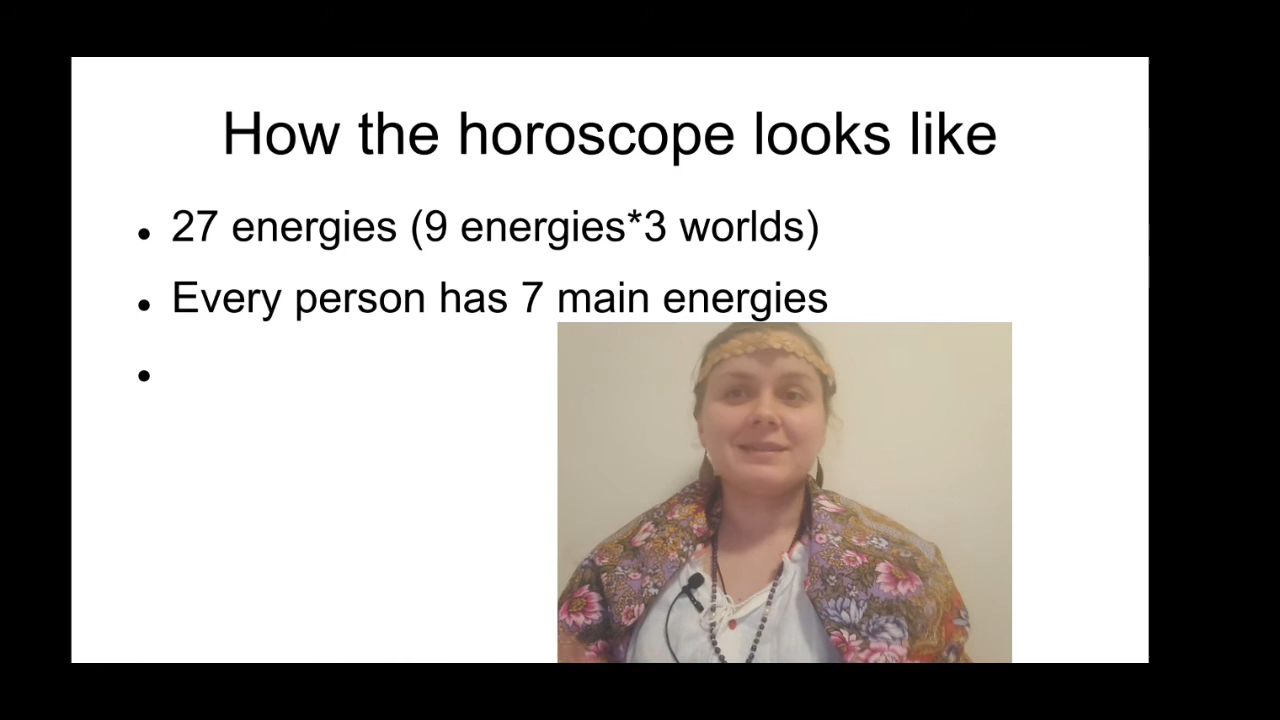 How the horoscope looks like
27 energies (9 energies*3 worlds)
Every person has 7 main energies